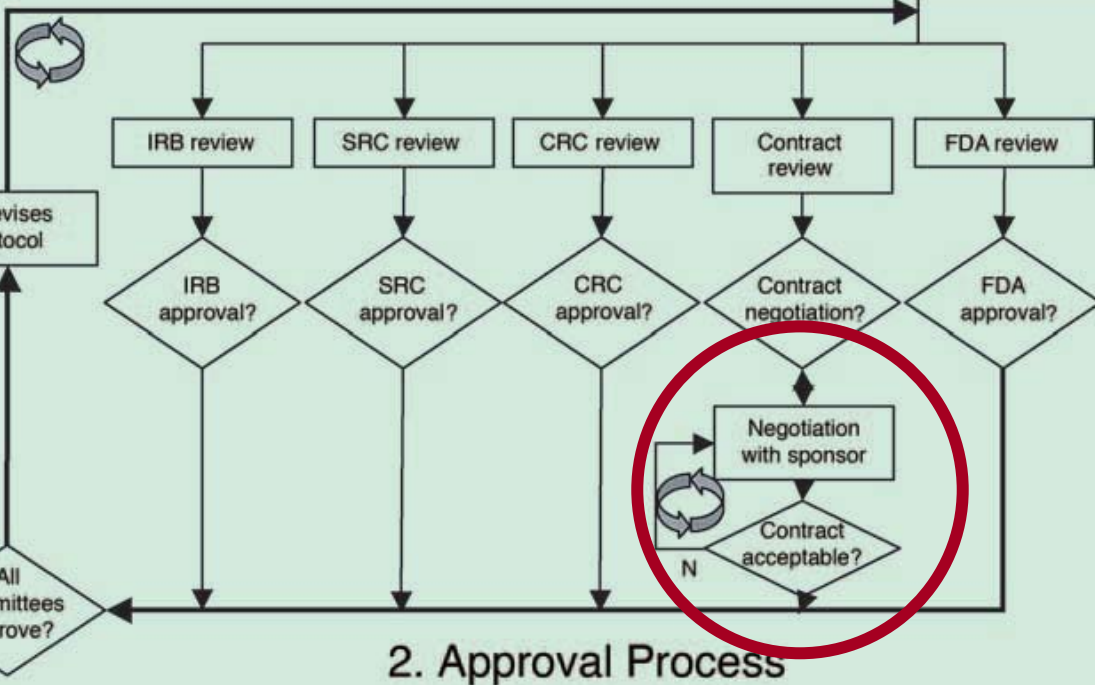 IRB review
SRC review
CRC review
Contract
review
FDA review
evises
tocol
IRB
approval?
SRC
approval?
CRC
approval?
Contract
negotiation?
FDA
approval?
Negotiation
with sponsor
Contract
acceptable?
N
All
mittees
rove?
2. Approval Process